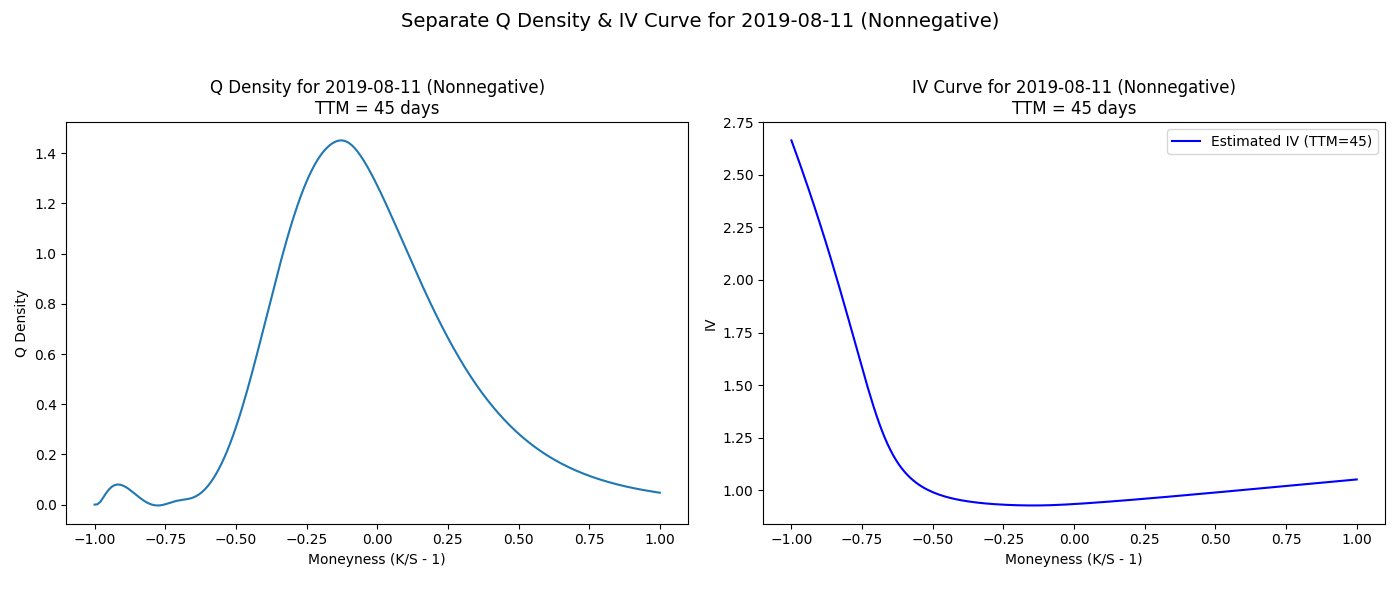 Separate Q Density & IV Curve for 2019-08-11 (Nonnegative)
Q Density for 2019-08-11 (Nonnegative)
TTM = 45 days
1.4
1.2
1.0
0.8
0.6
0.4
0.2
0.0
Q Density
−1.00 −0.75 −0.50 −0.25 0.00 0.25 0.50 0.75 1.00
Moneyness (K/S - 1)
IV Curve for 2019-08-11 (Nonnegative)
TTM = 45 days
Estimated IV (TTM=45)
2.75
2.50
2.25
2.00
1.75
1.50
1.25
1.00
IV
−1.00 −0.75 −0.50 −0.25 0.00 0.25 0.50 0.75 1.00
Moneyness (K/S - 1)